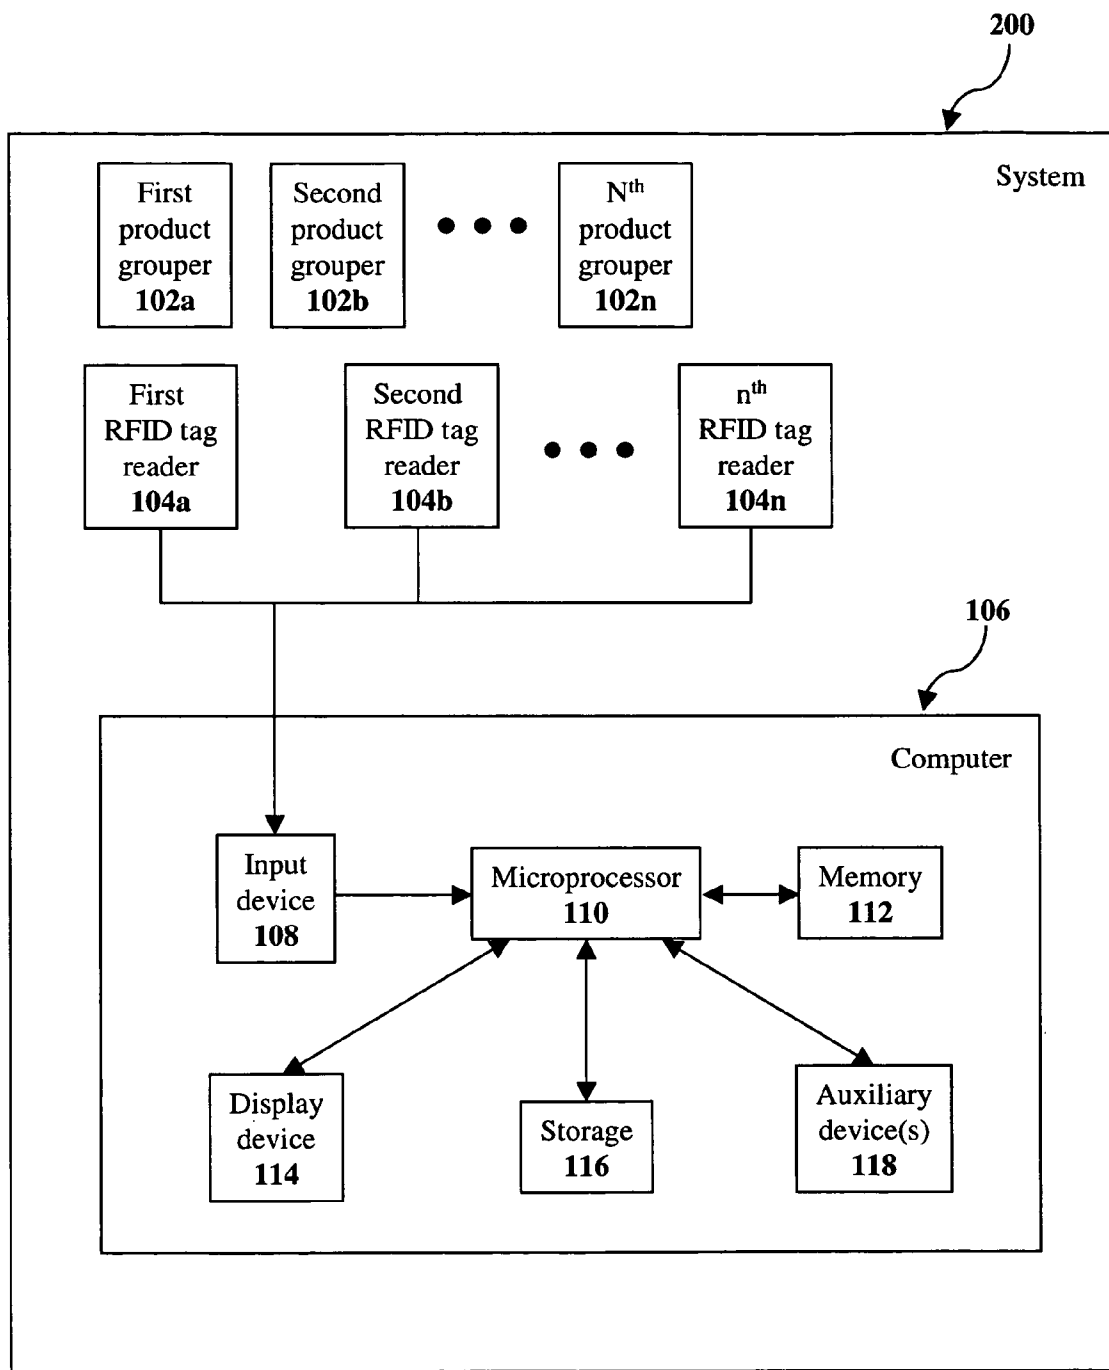 200
System
First
product
grouper
102a
Second
product
grouper
102b
Nth
product
grouper
102n
First
RFID tag
reader
104a
Second
RFID tag
reader
104b
nth
RFID tag
reader
104n
106
Computer
Input
device
108
Microprocessor
110
Memory
112
Display
device
114
Storage
116
Auxiliary
device(s)
118